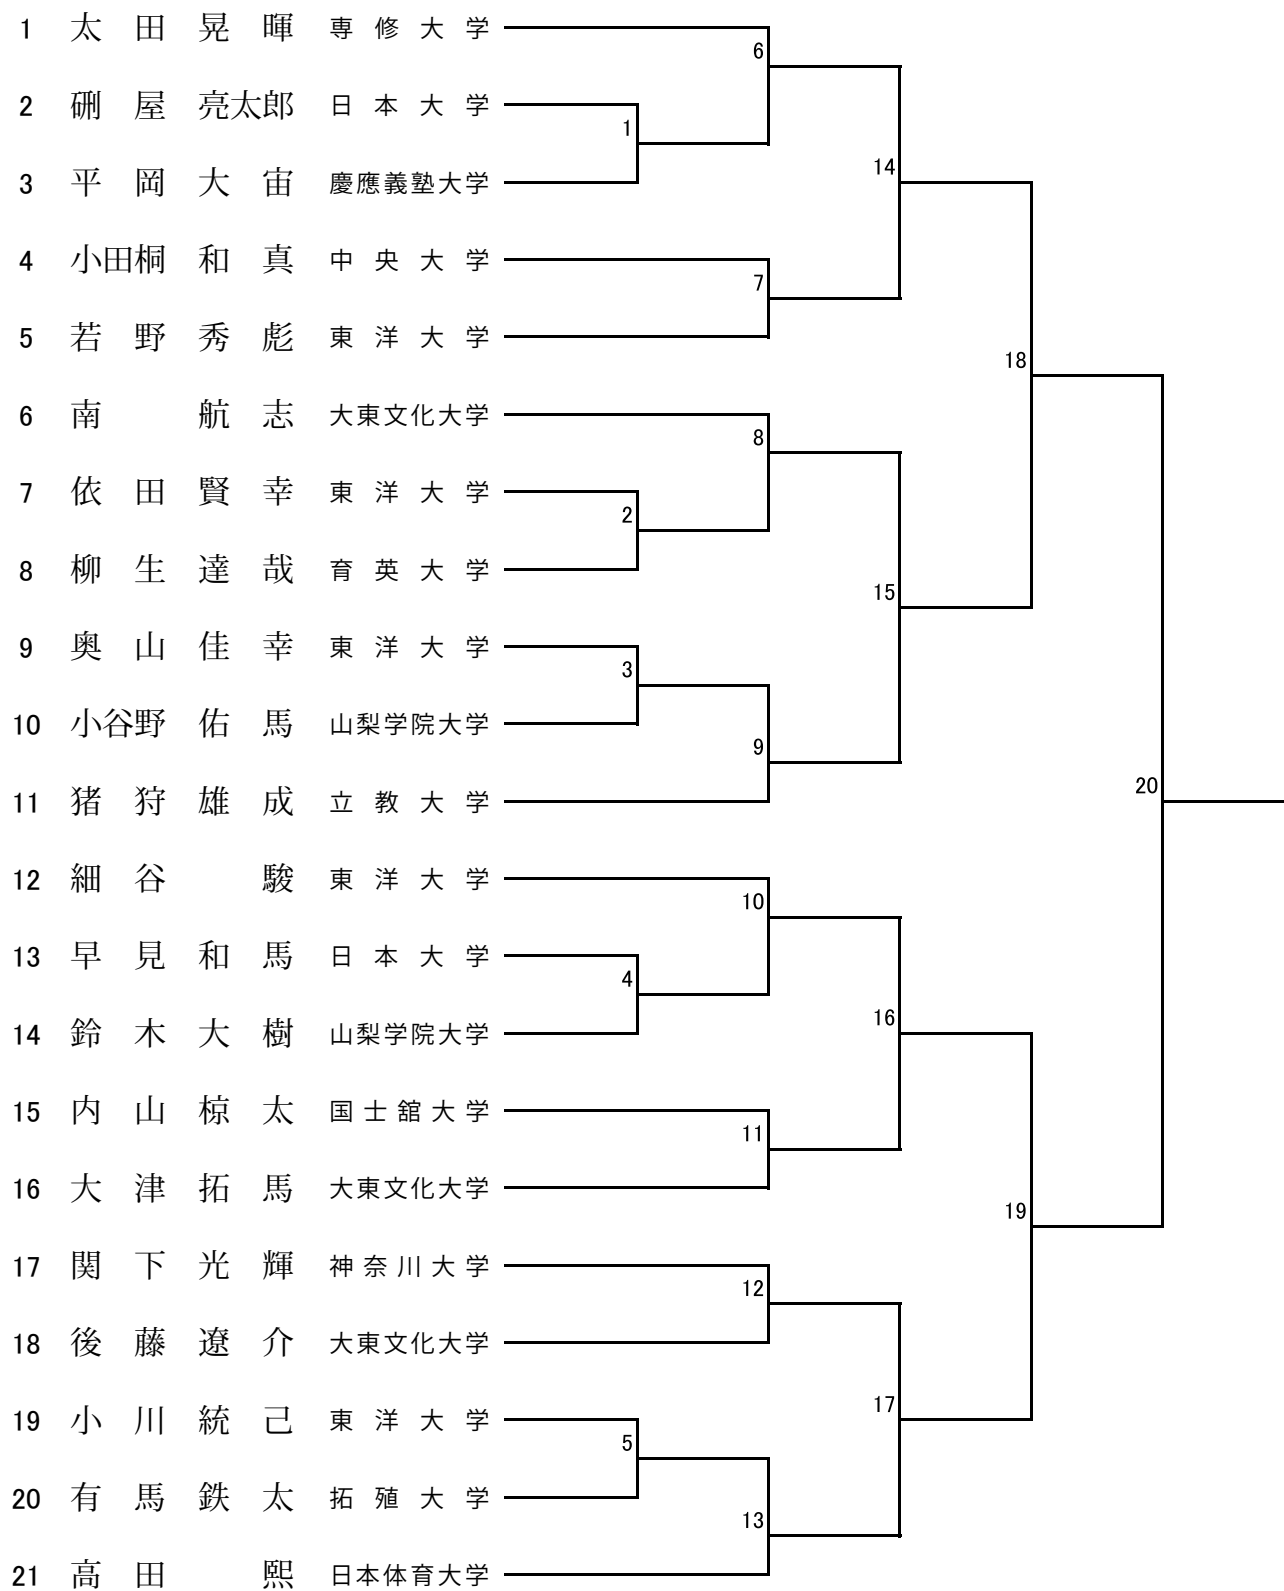 1 太田晃暉 専修大学
6
2 硎屋亮太郎 日本大学
1
14
3 平岡大宙 慶應義塾大学
4 小田桐和真 中央大学
7
5 若野秀彪 東洋大学
18
6 南航志 大東文化大学
8
7 依田賢幸 東洋大学
2
8 柳生達哉 育英大学
15
9 奥山佳幸 東洋大学
3
10 小谷野佑馬 山梨学院大学
9
20
11 猪狩雄成 立教大学
12 細谷駿 東洋大学
10
13 早見和馬 日本大学
4
16
14 鈴木大樹 山梨学院大学
15 内山椋太 国士舘大学
11
16 大津拓馬 大東文化大学
19
17 関下光輝 神奈川大学
12
18 後藤遼介 大東文化大学
17
19 小川統己 東洋大学
5
20 有馬鉄太 拓殖大学
13
21 高田熙 日本体育大学